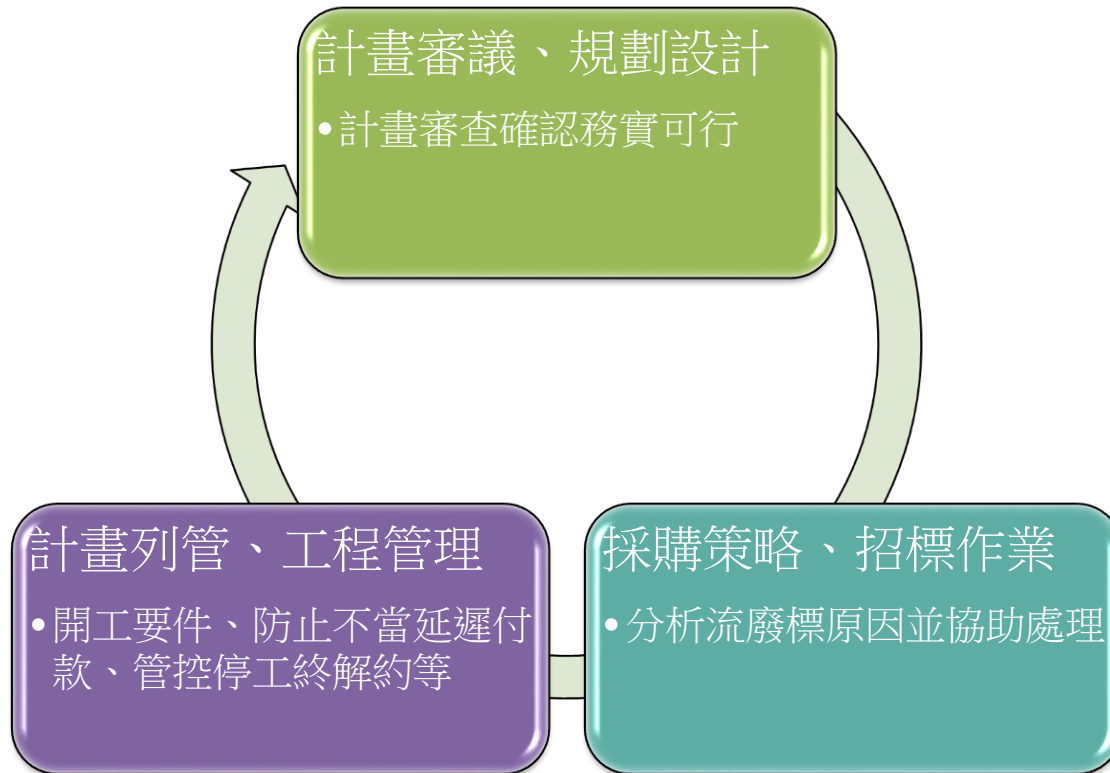 計畫審議、規劃設計
•計畫審查確認務實可行
計畫列管、工程管理
•開工要件、防止不當延遲付
款、管控停工終解約等
採購策略、招標作業
•分析流廢標原因並協助處理